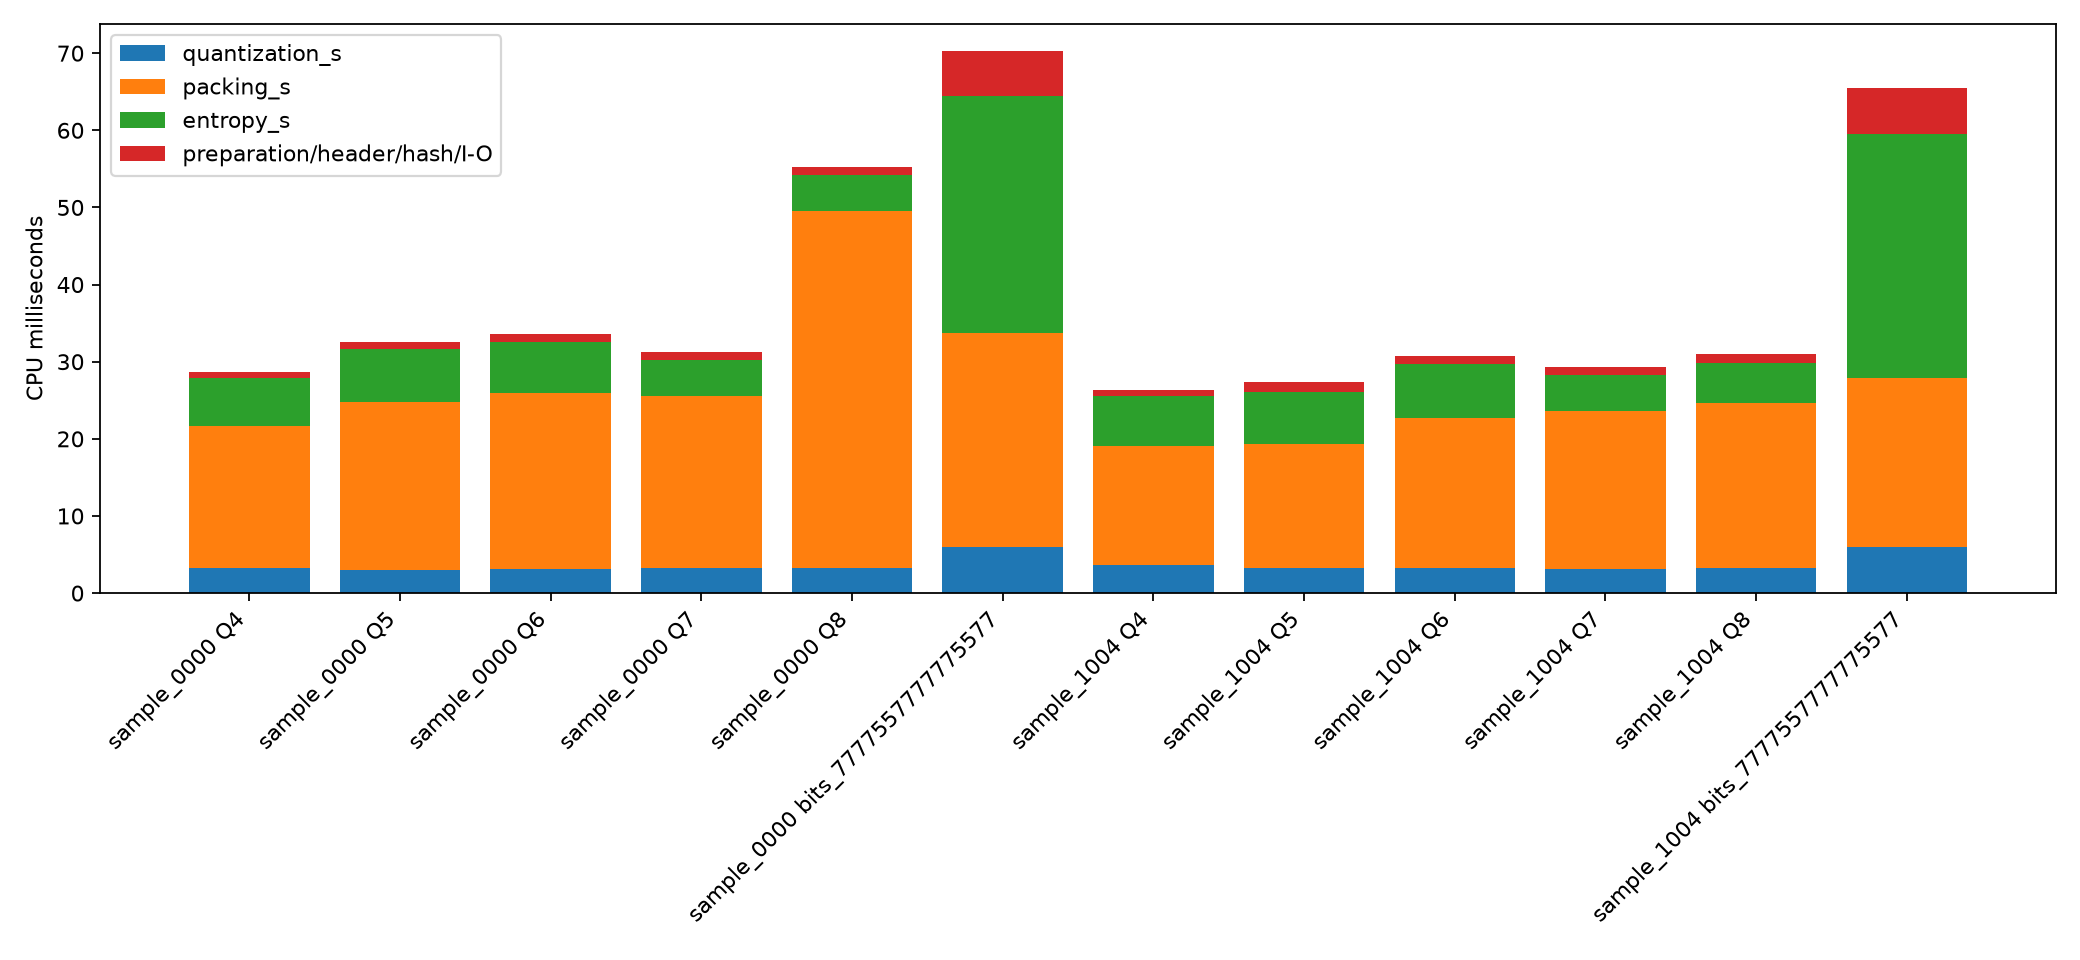 quantization_s
packing_s
entropy_s
preparation/header/hash/I-O
CPU milliseconds
70
60
50
40
30
20
10
0
sample_0000 Q4
sample_0000 Q5
sample_0000 Q6
sample_0000 Q7
sample_0000 Q8
sample_0000 bits_7777557777775577
sample_1004 Q4
sample_1004 Q5
sample_1004 Q6
sample_1004 Q7
sample_1004 Q8
sample_1004 bits_7777557777775577